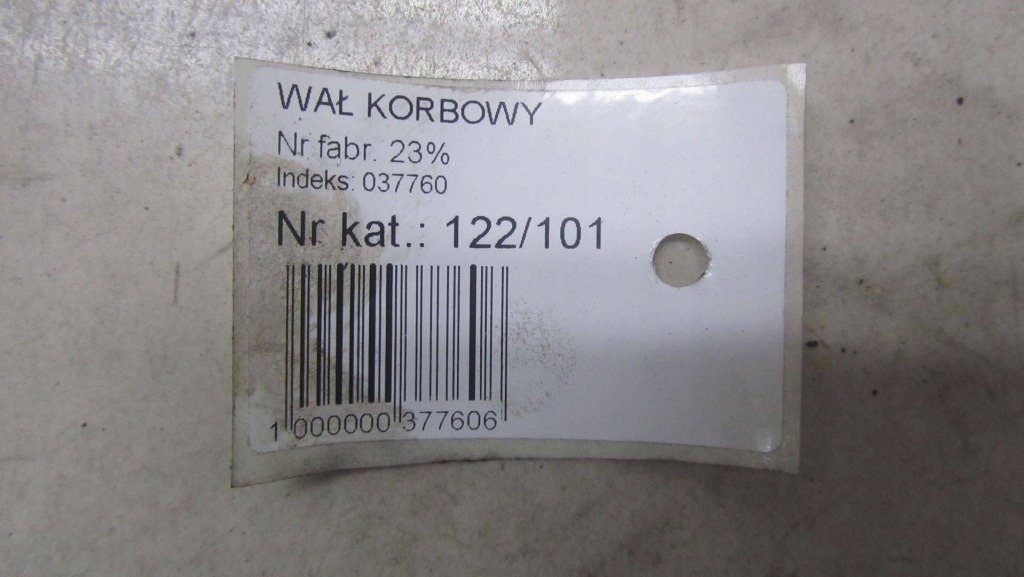 WAŁ KORBOWY
Nr fabr. 23%
Indeks: 037760
Nr kat.: 122/101
1 000000 377606